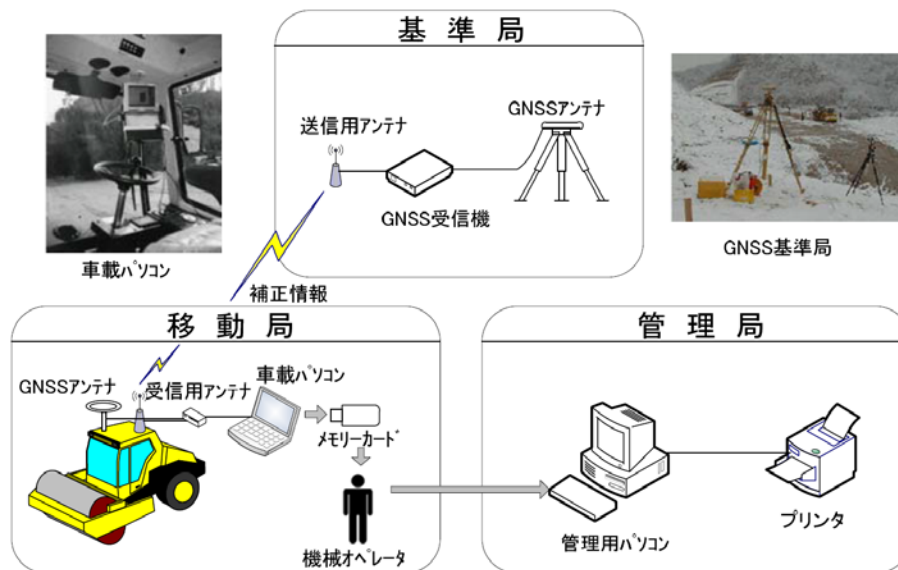 基準局
送信用アンテナ
GNSSアンテナ
GNSS受信機
車載パソコン
GNSS基準局
補正情報
移動局
管理局
GNSSアンテナ
受信用アンテナ
車載パソコン
メモリーカード
機械オペレータ
管理用パソコン
プリンタ